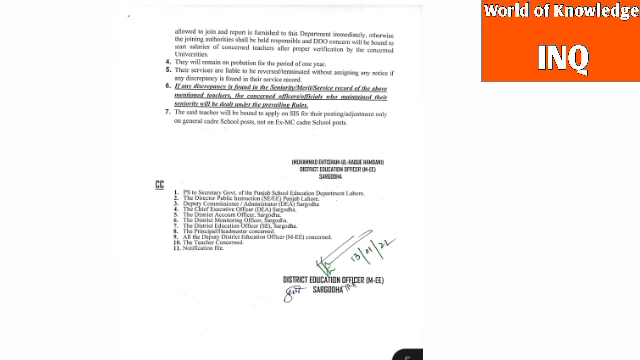 World of Knowledge
INQ
allowed to join and report is furnished to this Department immediately, otherwise
the joining authorities shall be held responsible and DDO concern will be bound to
start salaries of concerned teachers after proper verification by the concerned
Universities.
4. They will remain on probation for the period of one year.
5. Their services are liable to be reversed/terminated without assigning any notice if
any discrepancy is found in their service record.
6. If any discrepancy is found in the Seniority/Merit/Service record of the above
mentioned teachers, the concerned officers/officials who maintained their
seniority will be dealt under the prevailing Rules.
7. The said teacher will be bound to apply on SIS for their posting/adjustment only
on general cadre School posts, not on Ex-MC cadre School posts.
(MUHAMMAD EHTISHAM-UL-HAQUE HAMDANI)
DISTRICT EDUCATION OFFICER (M-EE)
SARGODHA
CC
1. PS to Secretary Govt. of the Punjab School Education Department Lahore.
2. The Director Public Instruction (SE/EE) Punjab Lahore.
3. Deputy Commissioner / Administrator (DEA) Sargodha
4. The Chief Executive Officer (DEA) Sargodha.
5. The District Account Officer, Sargodha.
6. The District Monitoring Officer, Sargodha.
7. The District Education Officer (SE), Sargodha.
8. The Principal/Headmaster concerned.
9. All the Deputy District Education Officer (M-EE) concerned.
10. The Teacher Concerned.
11. Notification file.
13/01/22
DISTRICT EDUCATION OFFICER (M-EE)
SARGODHA